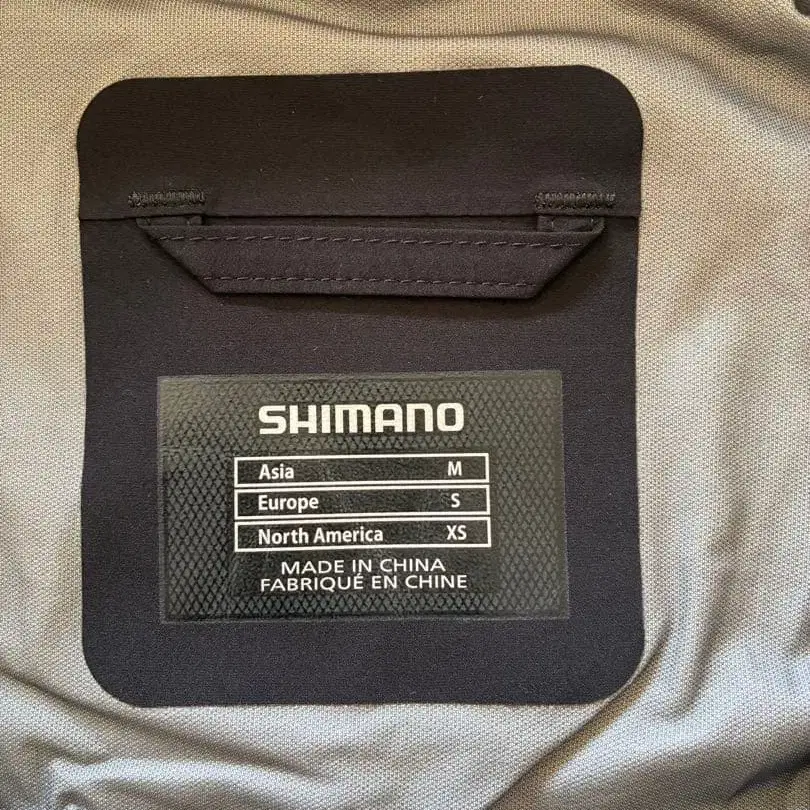 SHIMANO
Asia M
Europe S
North America XS
MADE IN CHINA
FABRIQUÉ EN CHINE